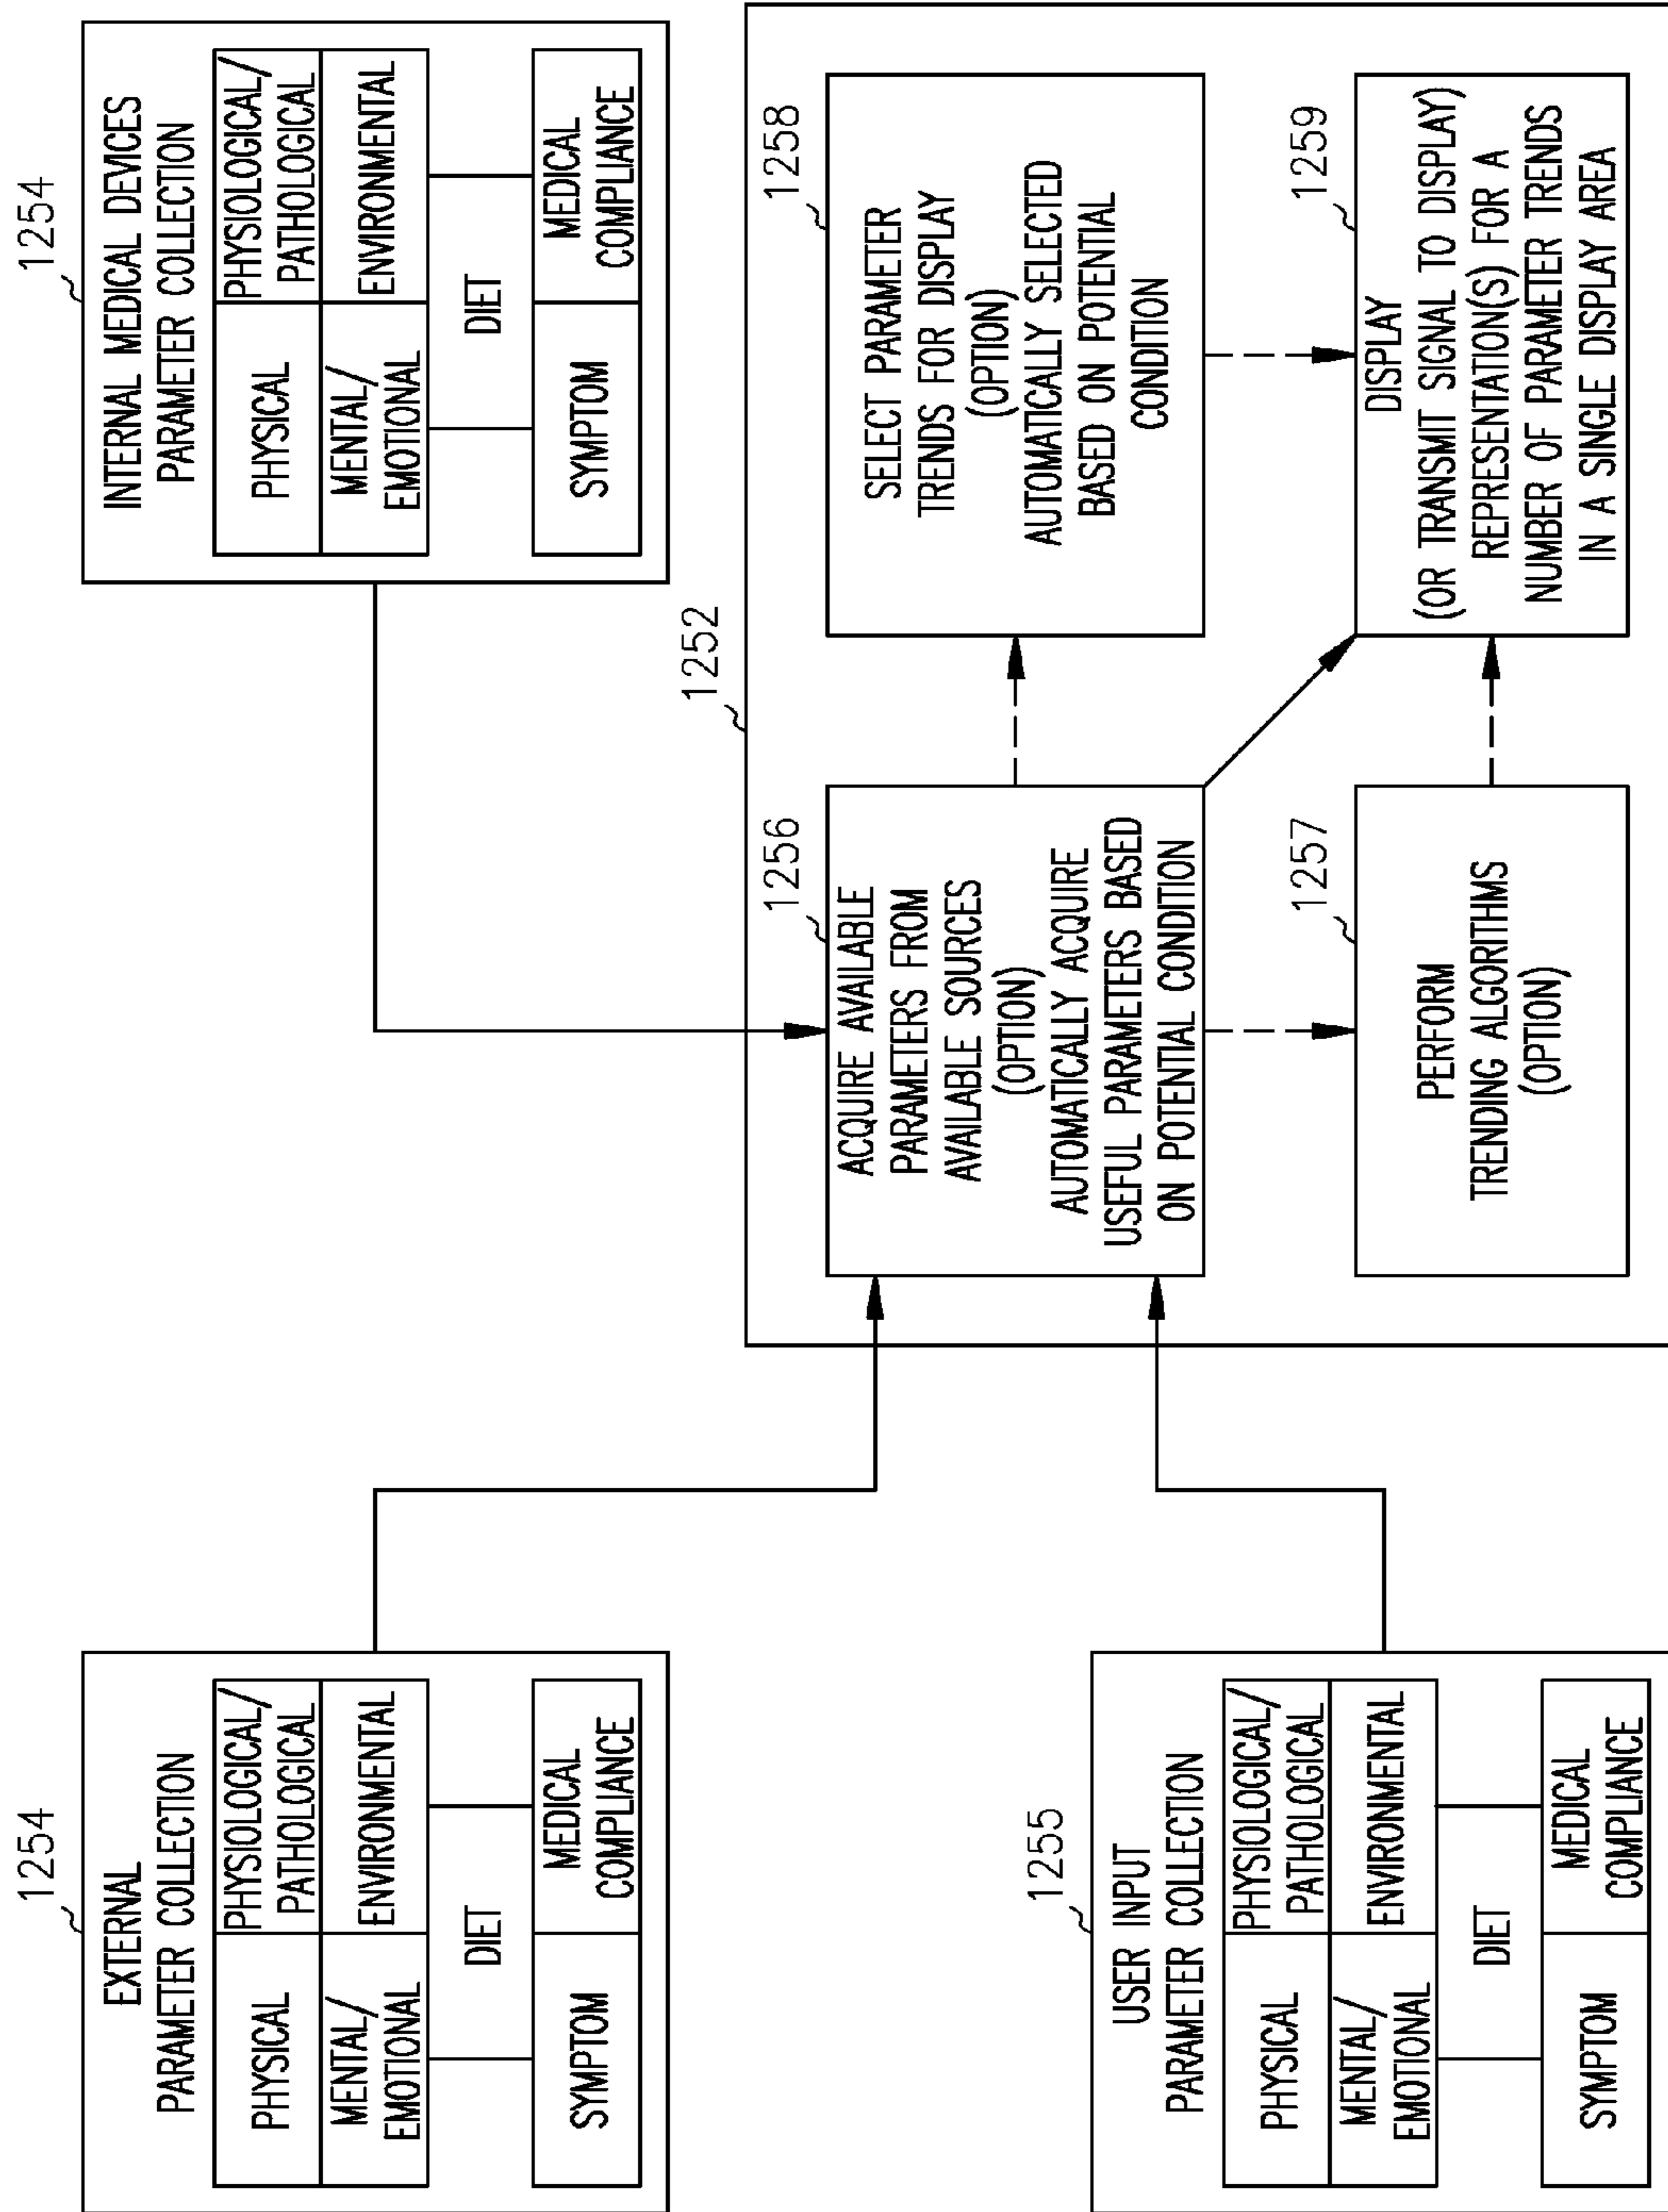 1254
EXTERNAL
PARAMETER COLLECTION
PHYSICAL
PHYSIOLOGICAL/
PATHOLOGICAL
MENTAL/
EMOTIONAL
ENVIRONMENTAL
DIET
SYMPTOM
MEDICAL
COMPLIANCE
1254
INTERNAL MEDICAL DEVICES
PARAMETER COLLECTION
PHYSICAL
PHYSIOLOGICAL/
PATHOLOGICAL
MENTAL/
EMOTIONAL
ENVIRONMENTAL
DIET
SYMPTOM
MEDICAL
COMPLIANCE
1255
USER INPUT
PARAMETER COLLECTION
PHYSICAL
PHYSIOLOGICAL/
PATHOLOGICAL
MENTAL/
EMOTIONAL
ENVIRONMENTAL
DIET
SYMPTOM
MEDICAL
COMPLIANCE
1252
1256
ACQUIRE AVAILABLE
PARAMETERS FROM
AVAILABLE SOURCES
(OPTION)
AUTOMATICALLY ACQUIRE
USEFUL PARAMETERS BASED
ON POTENTIAL CONDITION
1258
SELECT PARAMETER
TRENDS FOR DISPLAY
(OPTION)
AUTOMATICALLY SELECTED
BASED ON POTENTIAL
CONDITION
1257
PERFORM
TRENDING ALGORITHMS
(OPTION)
1259
DISPLAY
(OR TRANSMIT SIGNAL TO DISPLAY)
REPRESENTATION(S) FOR A
NUMBER OF PARAMETER TRENDS
IN A SINGLE DISPLAY AREA